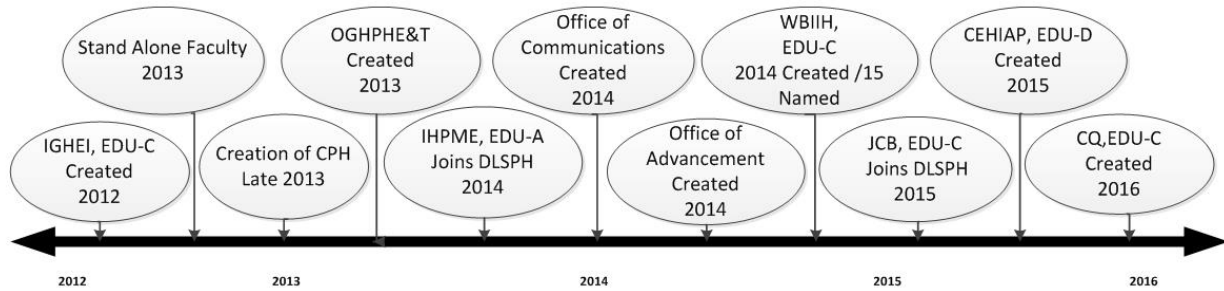 Stand Alone Faculty
2013
OGHPHE&T
Created
2013
Office of
Communications
Created
2014
WBIIH,
EDU-C
2014 Created /15
Named
CEHIAP, EDU-D
Created
2015
IGHEI, EDU-C
Created
2012
Creation of CPH
Late 2013
IHPME, EDU-A
Joins DLSPH
2014
Office of
Advancement
Created
2014
JCB, EDU-C
Joins DLSPH
2015
CQ,EDU-C
Created
2016
2012
2013
2014
2015
2016